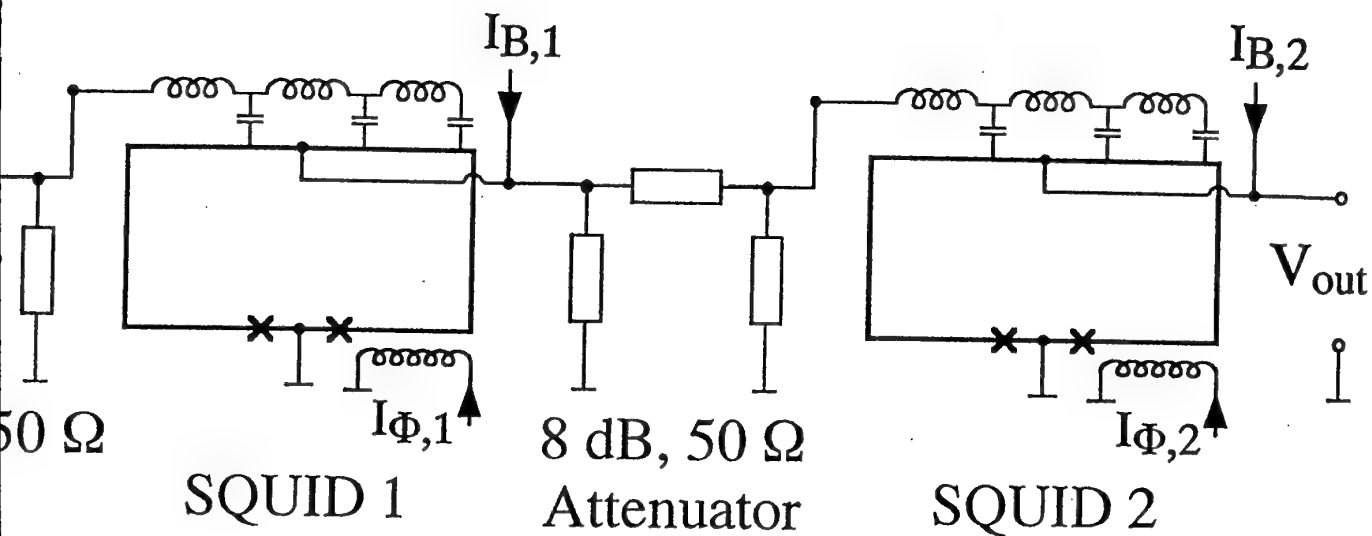 I_B,1
I_B,2
V_out
50 Ω
I_Φ,1
8 dB, 50 Ω
I_Φ,2
SQUID 1
Attenuator
SQUID 2